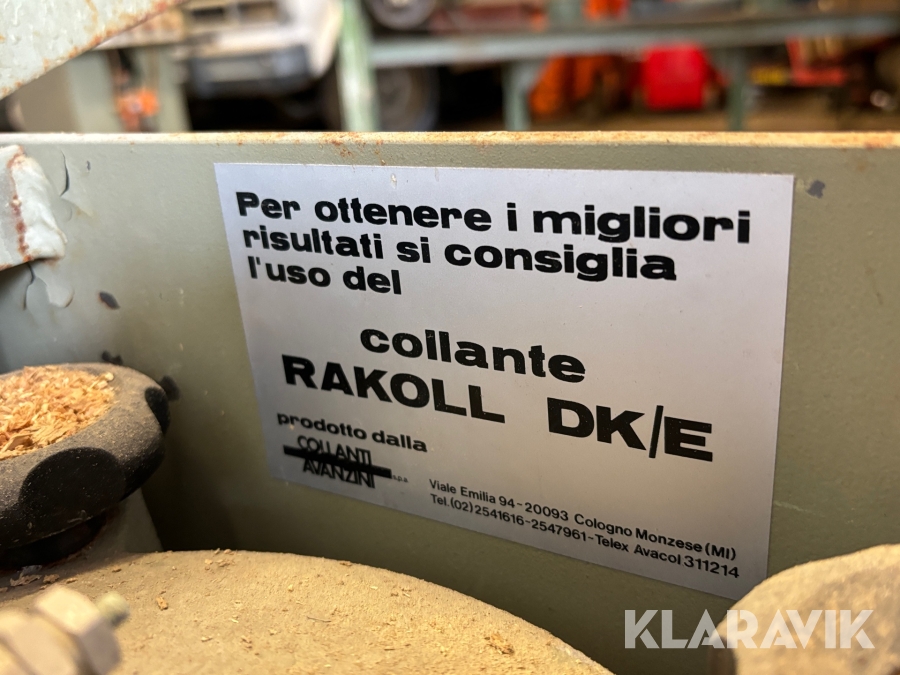 Per ottenere i migliori
risultati si consiglia
l'uso del
collante
RAKOLL DK/E
prodotto dalla
COLLANTI
AVANZINI s.p.a.
Viale Emilia 94-20093 Cologno Monzese (MI)
Tel.(02)2541616-2547961-Telex Avacol.311214
KLARAVIK